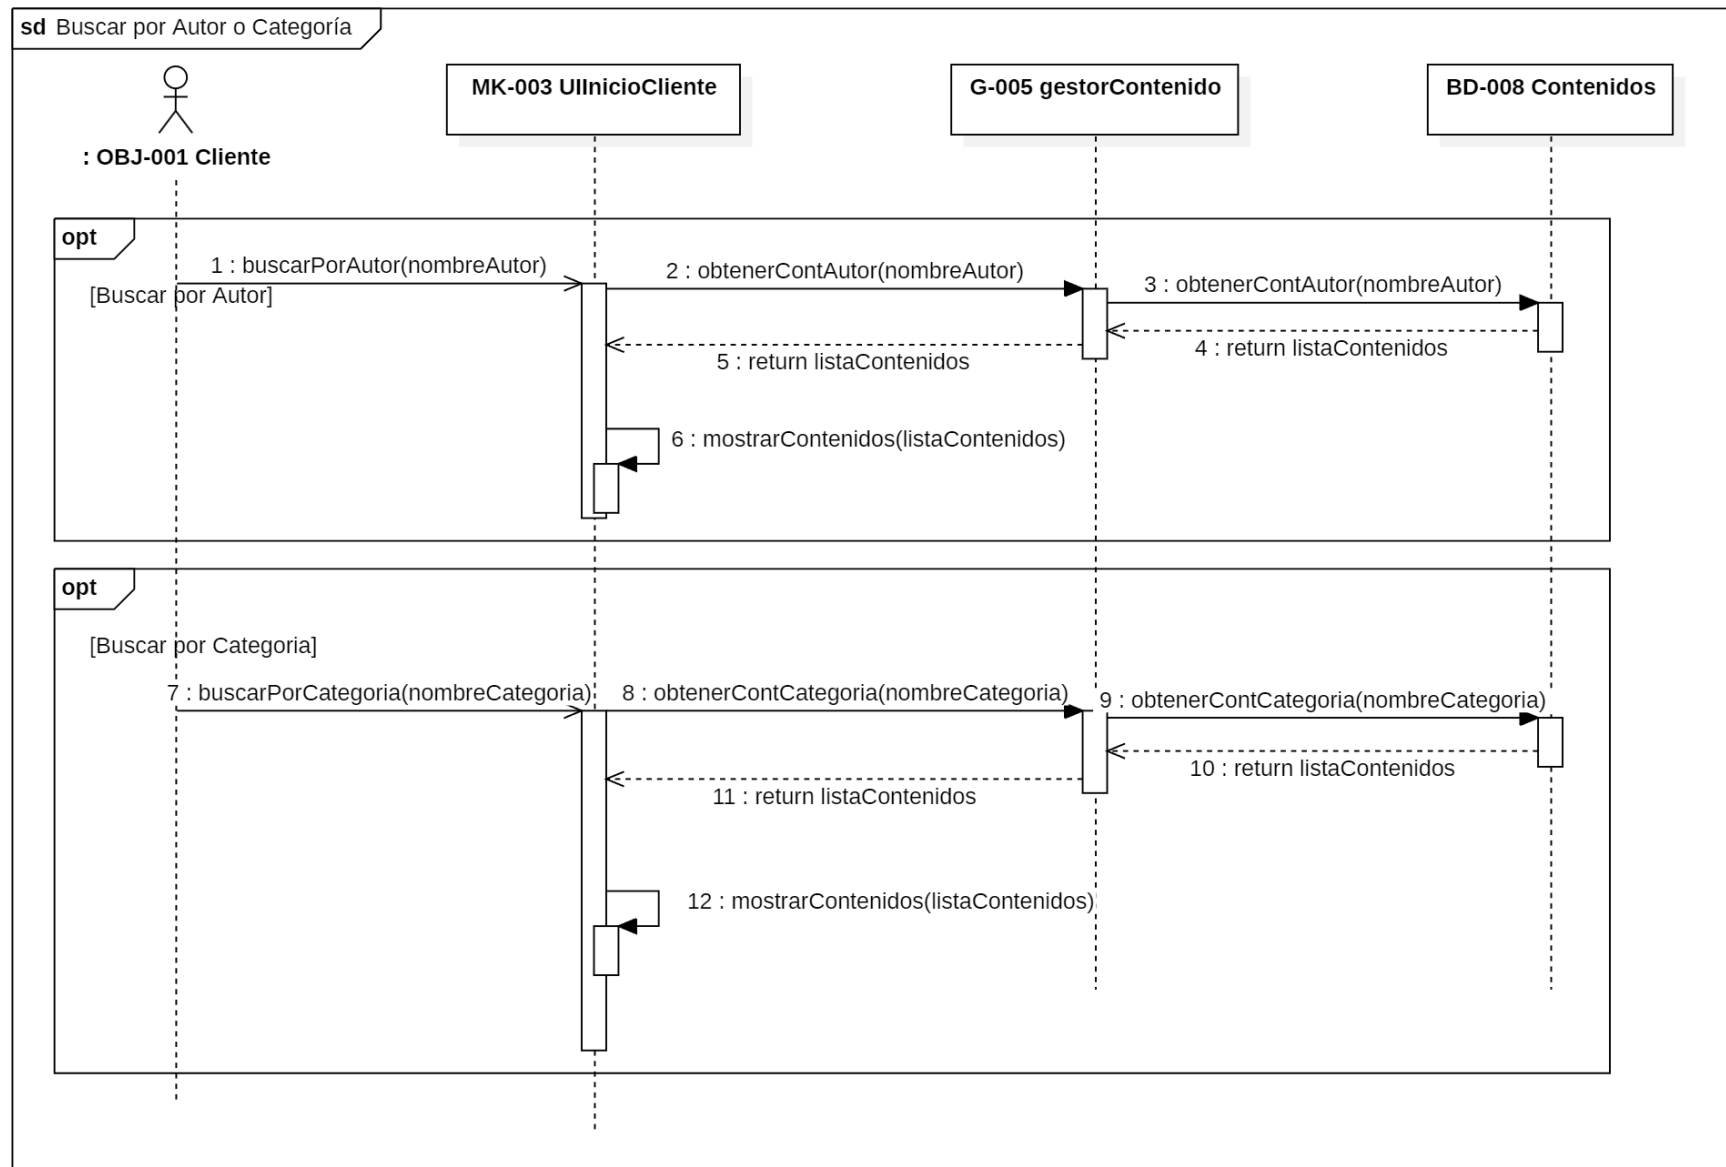 sd Buscar por Autor o Categoría
: OBJ-001 Cliente
MK-003 UIInicioCliente
G-005 gestorContenido
BD-008 Contenidos
opt
[Buscar por Autor]
1 : buscarPorAutor(nombreAutor)
2 : obtenerContAutor(nombreAutor)
3 : obtenerContAutor(nombreAutor)
4 : return listaContenidos
5 : return listaContenidos
6 : mostrarContenidos(listaContenidos)
opt
[Buscar por Categoria]
7 : buscarPorCategoria(nombreCategoria)
8 : obtenerContCategoria(nombreCategoria)
9 : obtenerContCategoria(nombreCategoria)
10 : return listaContenidos
11 : return listaContenidos
12 : mostrarContenidos(listaContenidos)